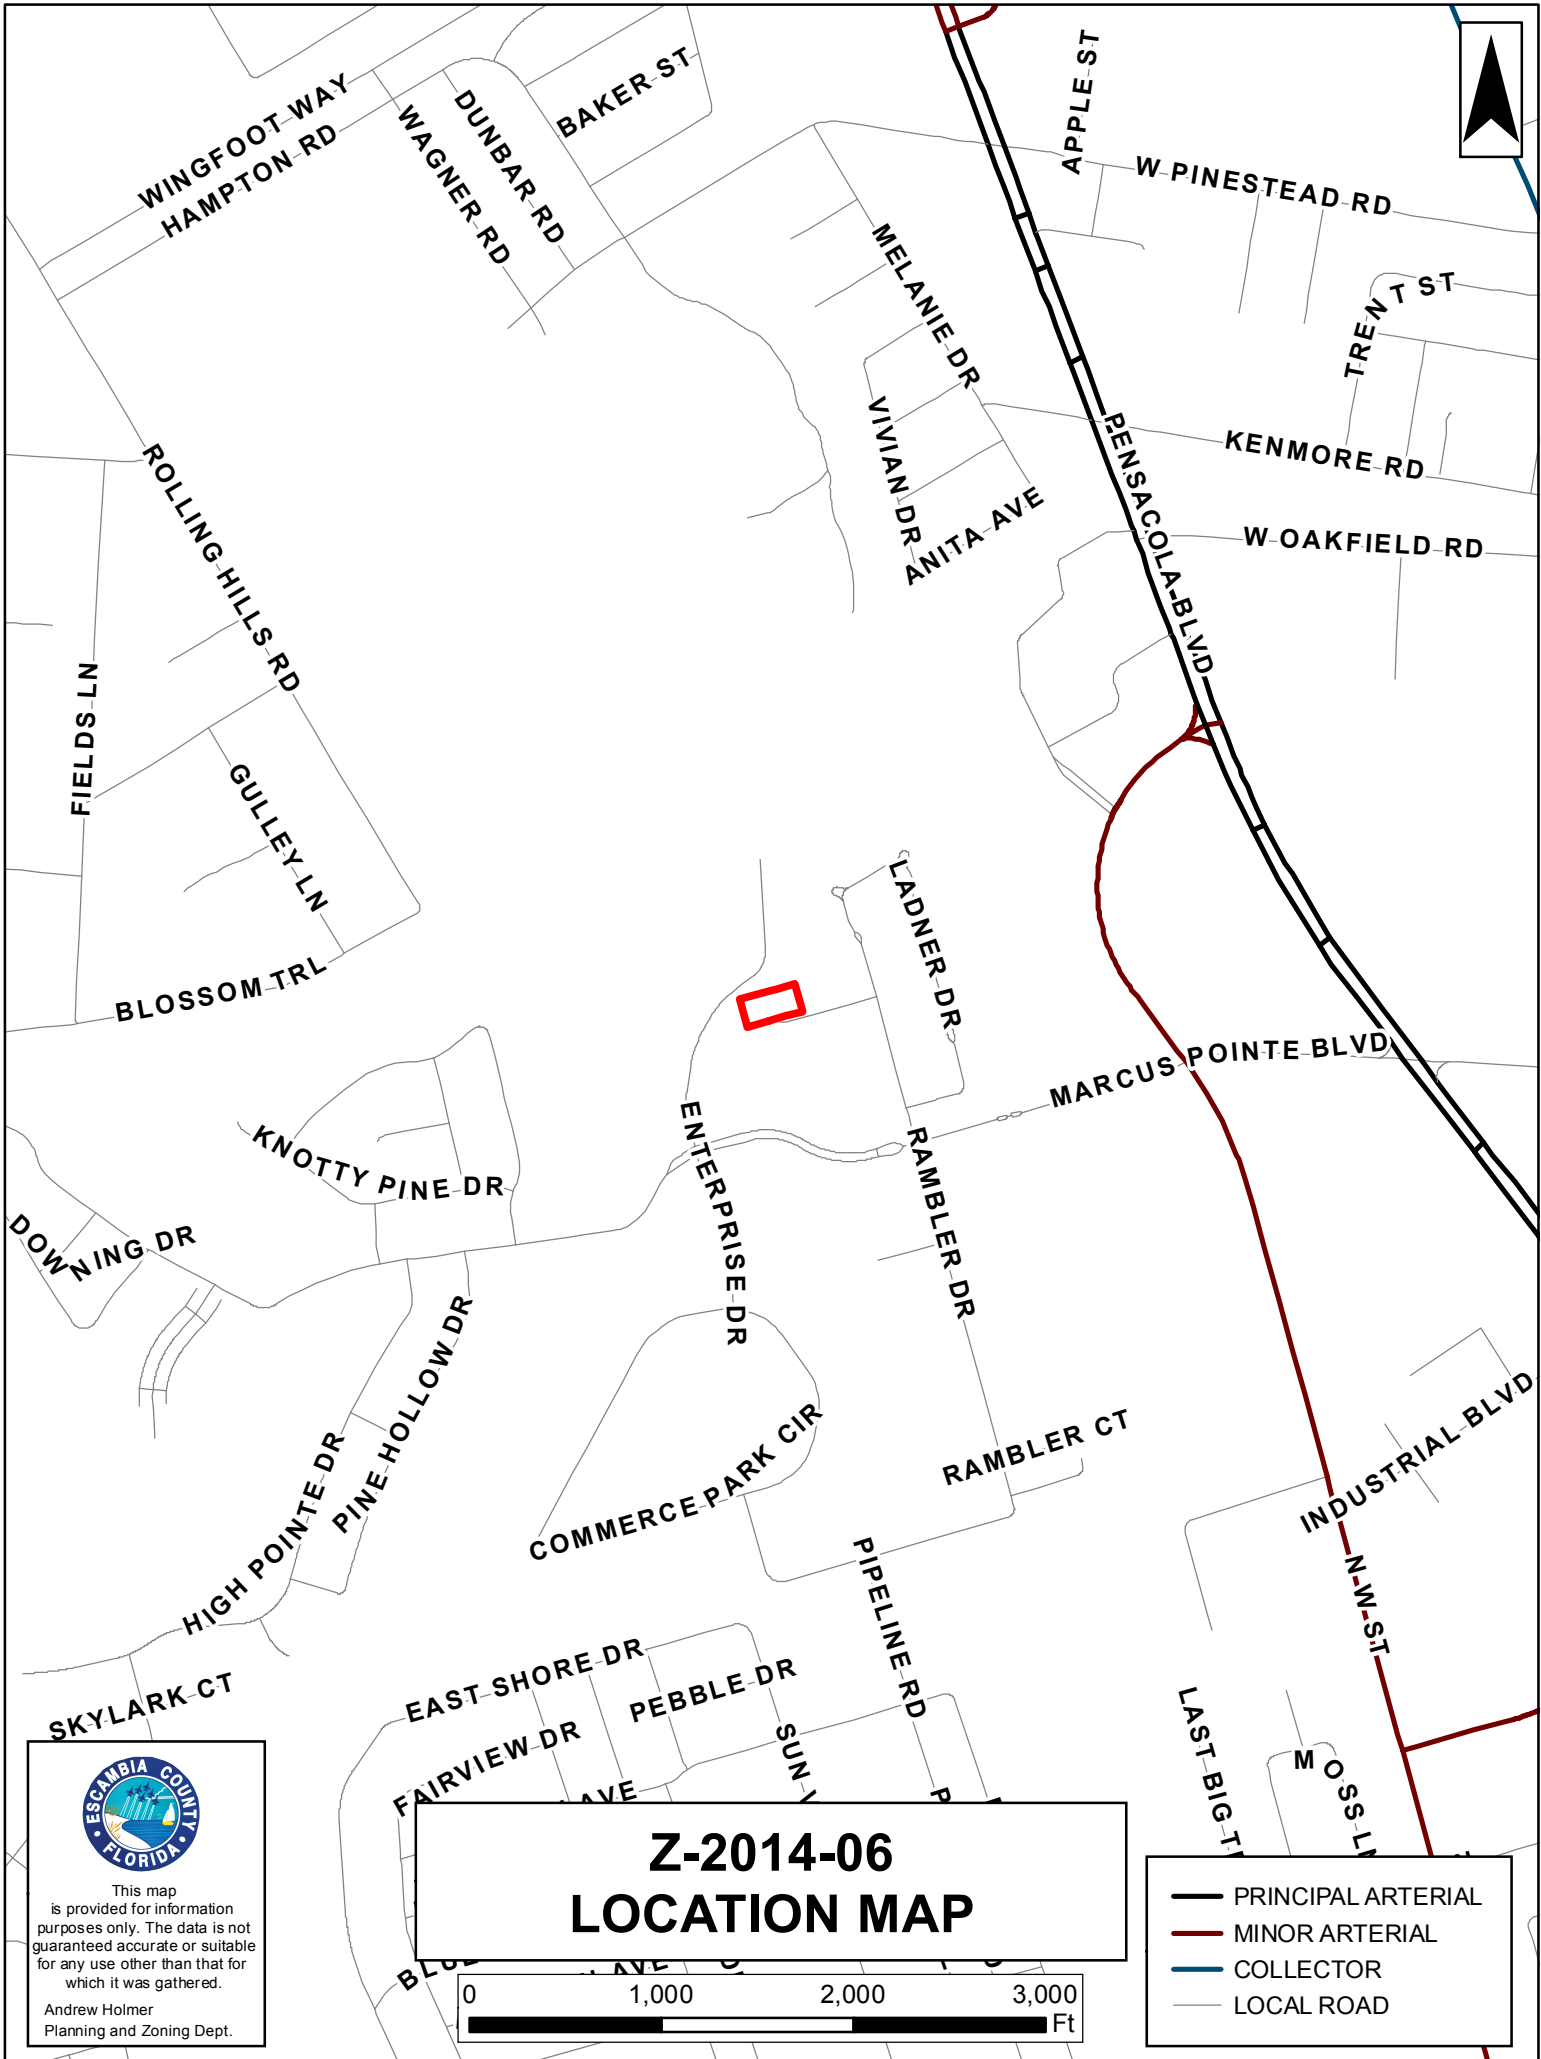 APPLE ST
BAKER ST
WINGFOOT WAY
HAMPTON RD
WAGNER RD
DUNBAR RD
W PINESTEAD RD
MELANIE DR
TRENT ST
VIVIAN DR
PENSACOLA BLVD
KENMORE RD
ROLLING HILLS RD
ANITA AVE
W OAKFIELD RD
FIELDS LN
GULLEY LN
LADNER DR
BLOSSOM TRL
MARCUS POINTE BLVD
ENTERPRISE DR
KNOTTY PINE DR
RAMBLER DR
DOWNING DR
PINE HOLLOW DR
HIGH POINTE DR
COMMERCE PARK CIR
RAMBLER CT
INDUSTRIAL BLVD
PIPELINE RD
N W ST
EAST SHORE DR
PEBBLE DR
SKYLARK CT
FAIRVIEW DR
SUN
AVE
LAST BIG
MOSS LN
AVE
ESCAMBIA COUNTY
FLORIDA
This map
is provided for information
purposes only. The data is not
guaranteed accurate or suitable
for any use other than that for
which it was gathered.
Andrew Holmer
Planning and Zoning Dept.
Z-2014-06
LOCATION MAP
0 1,000 2,000 3,000
Ft
PRINCIPAL ARTERIAL
MINOR ARTERIAL
COLLECTOR
LOCAL ROAD